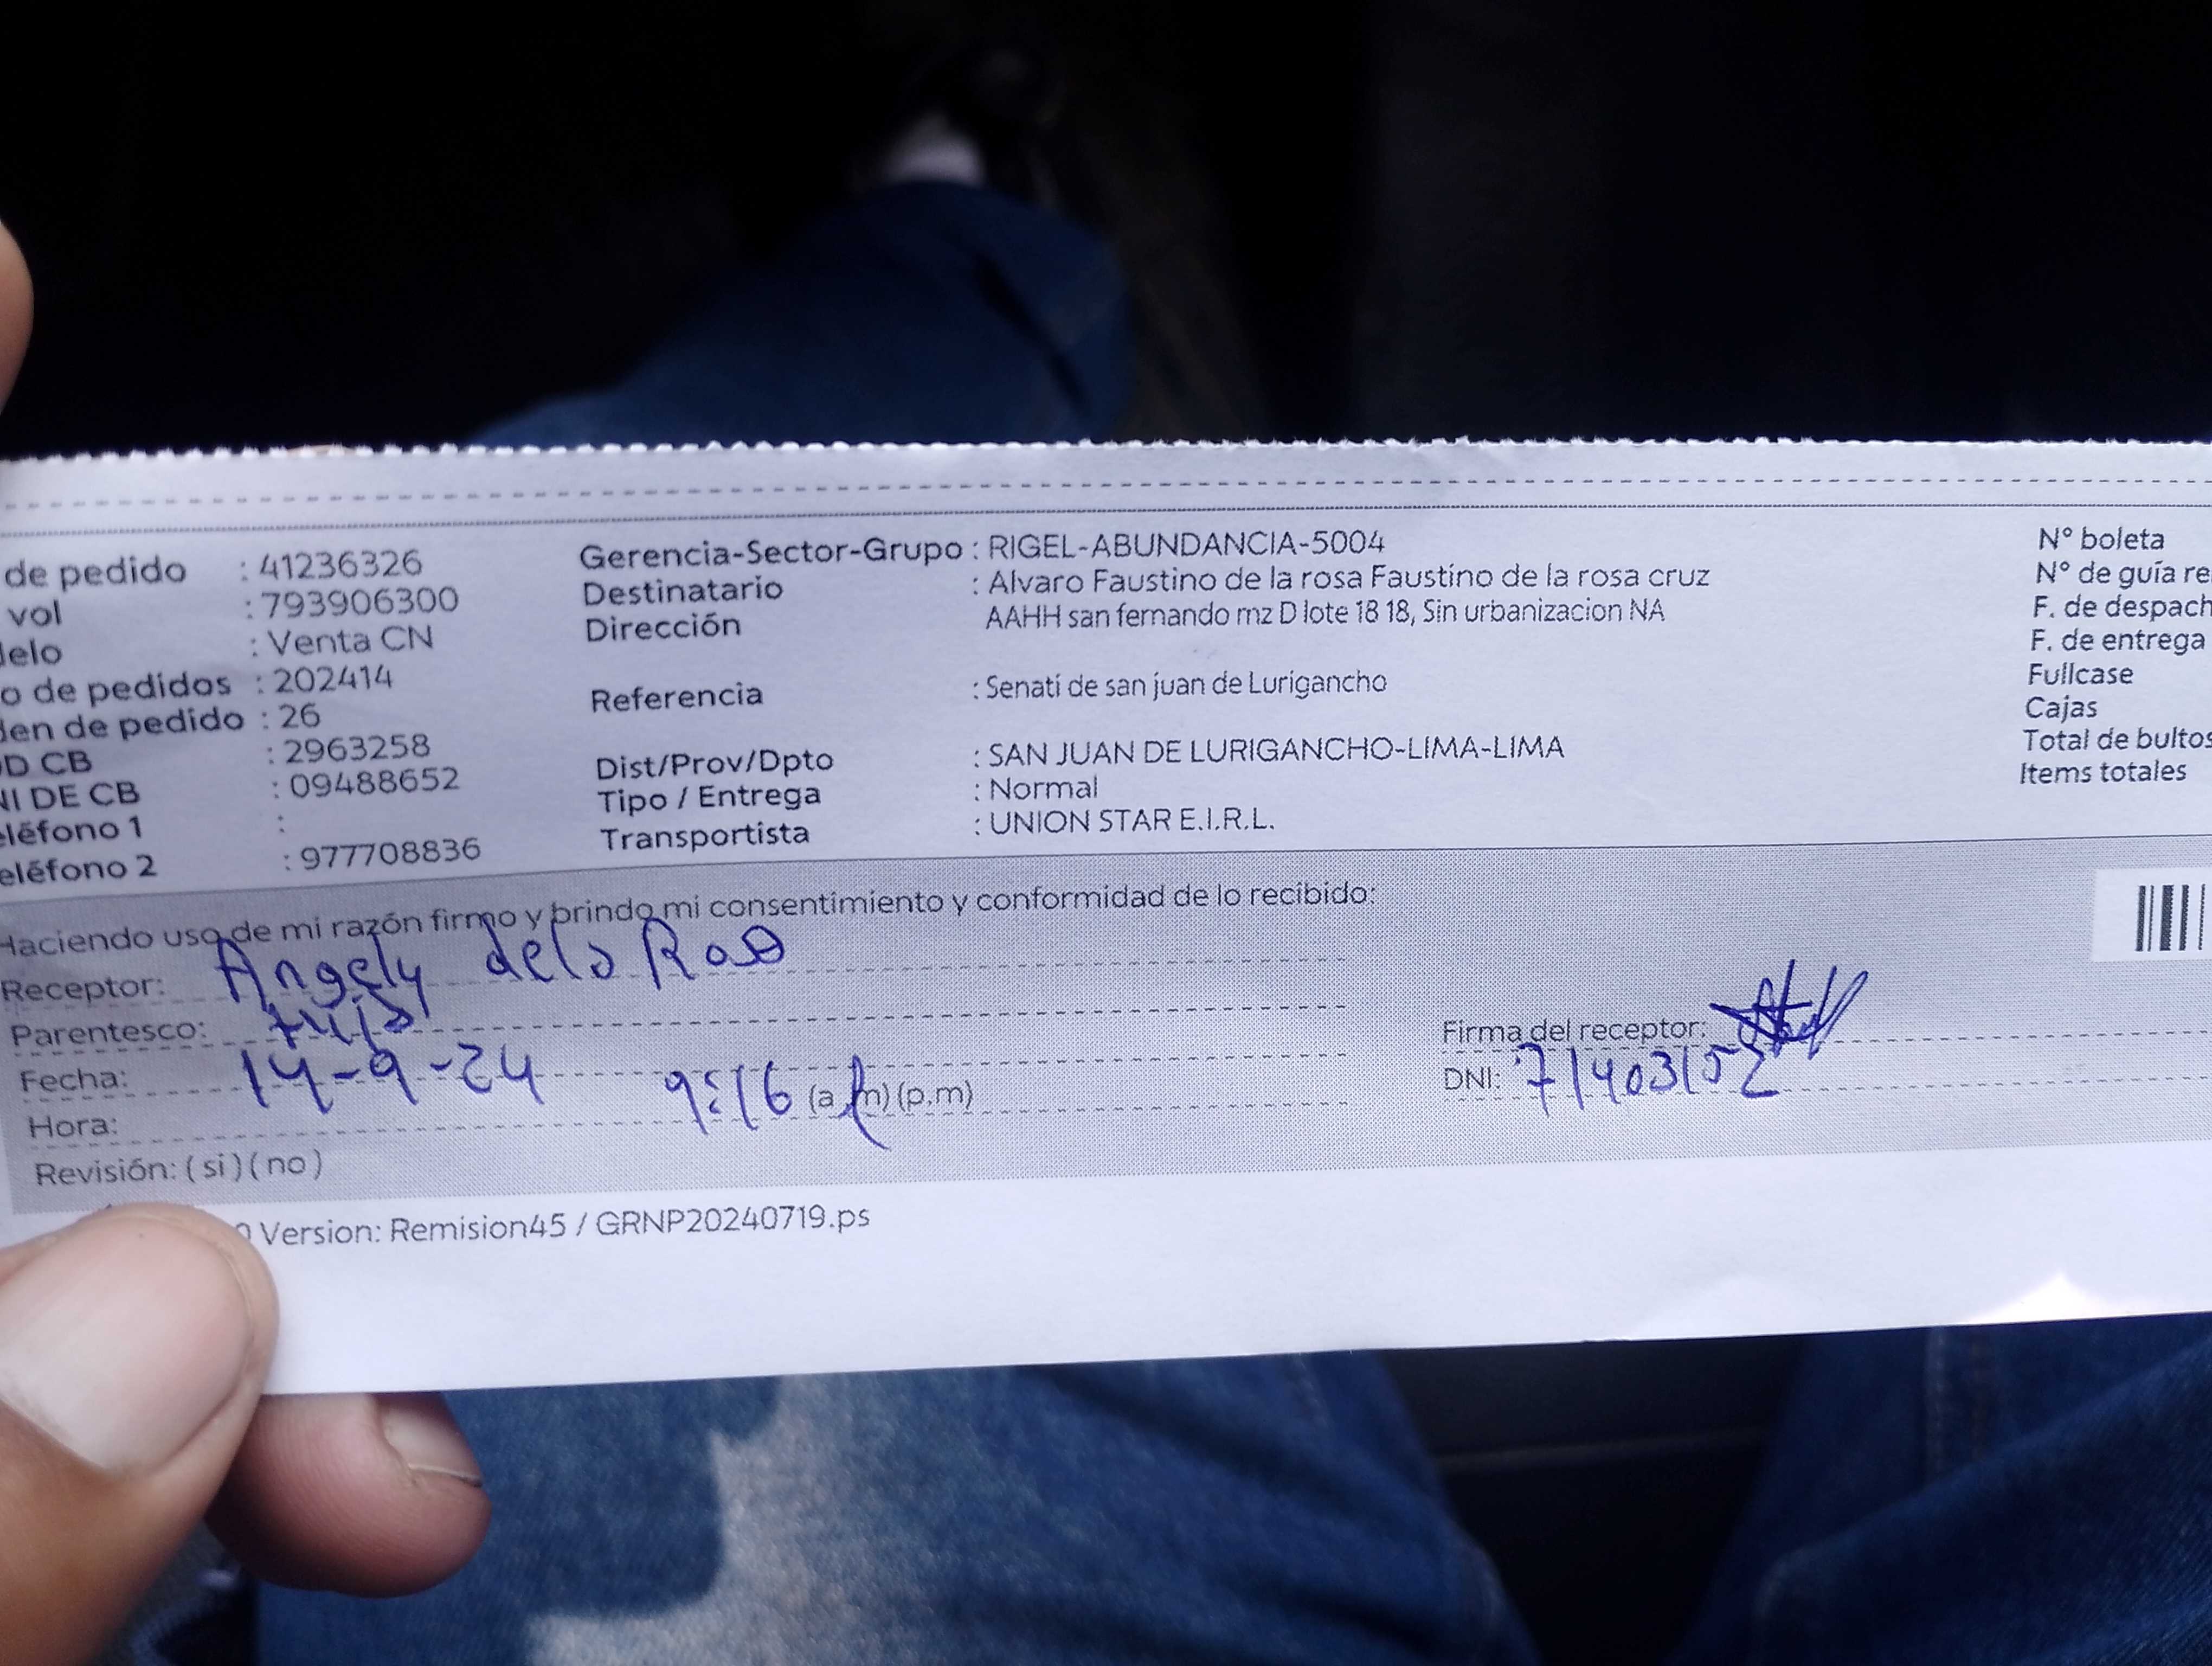 de pedido : 41236326
vol : 793906300
delo : Venta CN
o de pedidos : 202414
den de pedido : 26
D CB : 2963258
NI DE CB : 09488652
eléfono 1 :
eléfono 2 : 977708836
Gerencia-Sector-Grupo : RIGEL-ABUNDANCIA-5004
Destinatario : Alvaro Faustino de la rosa Faustino de la rosa cruz
Dirección AAHH san fernando mz D lote 18 18, Sin urbanizacion NA
Referencia : Senati de san juan de Lurigancho
Dist/Prov/Dpto : SAN JUAN DE LURIGANCHO-LIMA-LIMA
Tipo / Entrega : Normal
Transportista : UNION STAR E.I.R.L.
N° boleta
N° de guía re
F. de despach
F. de entrega
Fullcase
Cajas
Total de bultos
Items totales
Haciendo uso de mi razón firmo y brindo mi consentimiento y conformidad de lo recibido:
Receptor: Angely dela Rosa
Parentesco: Hija
Fecha: 14-9-24
Hora: 9:16 (a.m) (p.m)
Revisión: (si) (no)
Firma del receptor:
DNI: 71403152
Version: Remision45 / GRNP20240719.ps